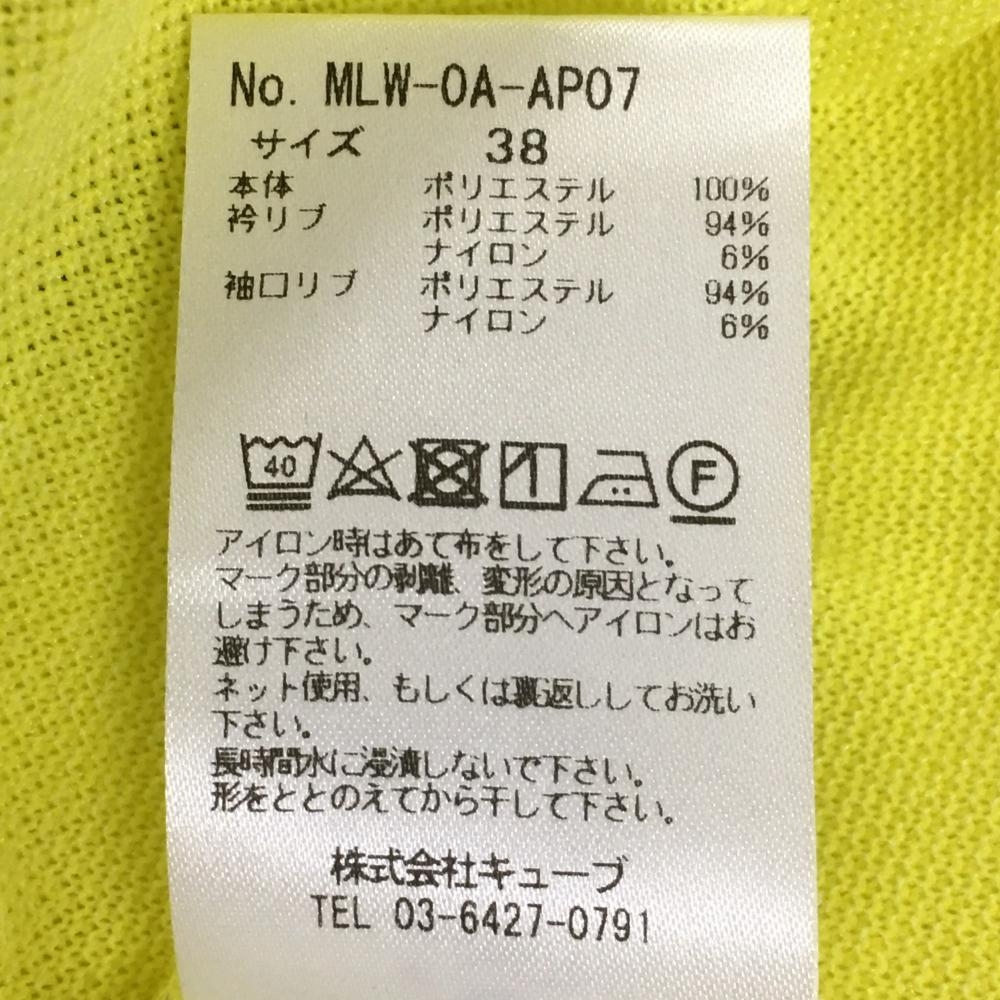 No. MLW-0A-AP07
サイズ 38
本体 ポリエステル 100%
衿リブ ポリエステル 94%
ナイロン 6%
袖口リブ ポリエステル 94%
ナイロン 6%
40 F
アイロン時はあて布をして下さい。
マーク部分の剥離、変形の原因となって
しまうため、マーク部分へアイロンはお
避け下さい。
ネット使用、もしくは裏返ししてお洗い
下さい。
長時間水に浸漬しないで下さい。
形をととのえてから干して下さい。
株式会社キューブ
TEL 03-6427-0791